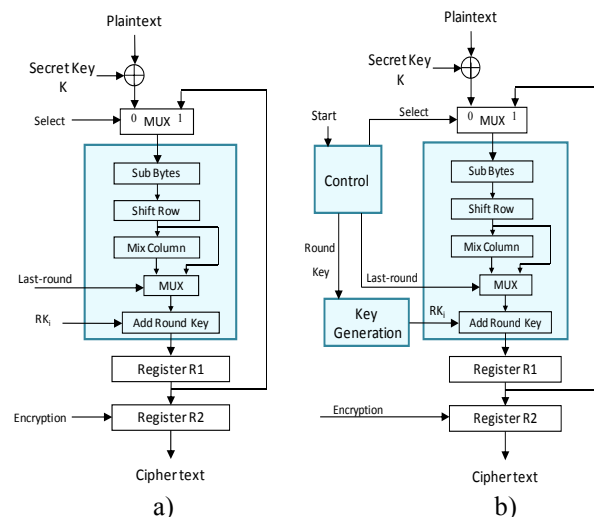 Plaintext
Secret Key
K
0 MUX 1
Select
Sub Bytes
Shift Row
Mix Column
Last-round
MUX
RKi
Add Round Key
Register R1
Encryption
Register R2
Ciphertext
a)
Plaintext
Secret Key
K
Start
Select
0 MUX 1
Control
Sub Bytes
Shift Row
Round
Key
Mix Column
Last-round
MUX
Key
Generation
RKi
Add Round Key
Register R1
Encryption
Register R2
Ciphertext
b)